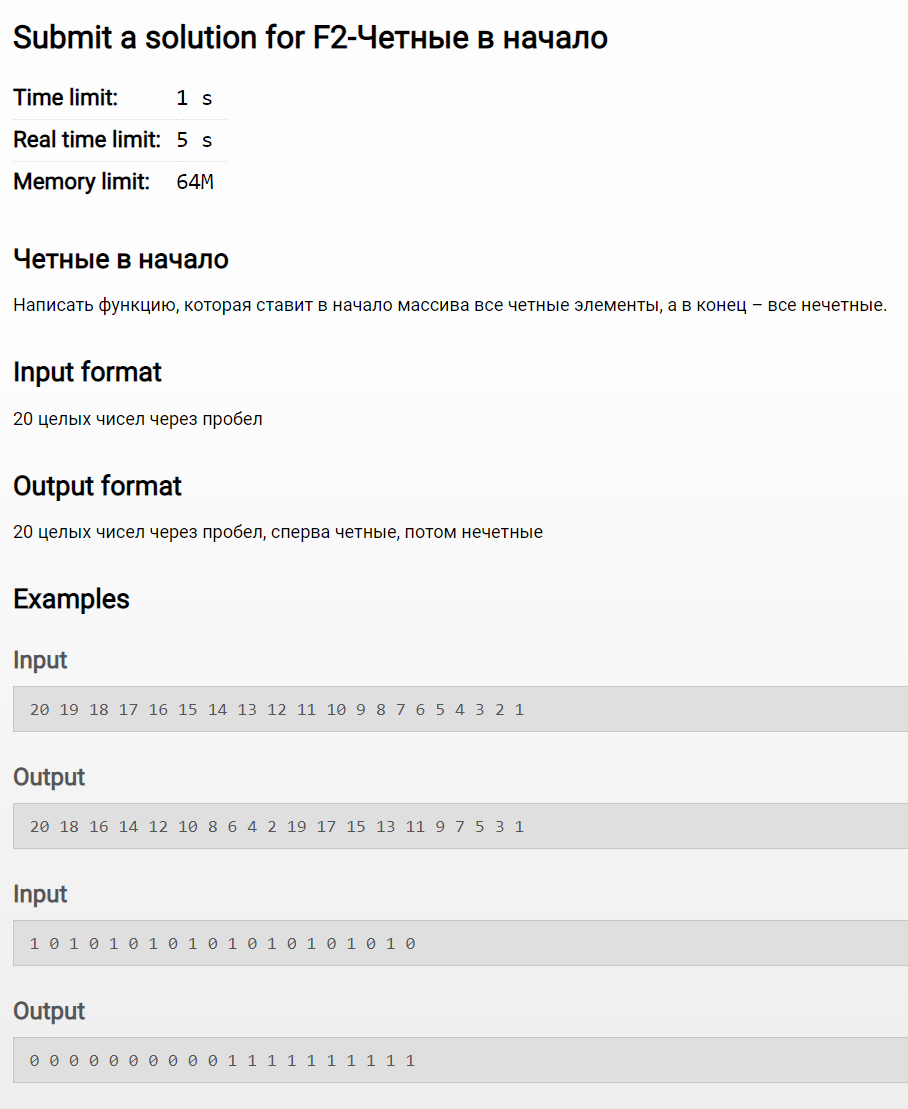 Submit a solution for F2-Четные в начало
Time limit: 1 s
Real time limit: 5 s
Memory limit: 64M
Четные в начало
Написать функцию, которая ставит в начало массива все четные элементы, а в конец – все нечетные.
Input format
20 целых чисел через пробел
Output format
20 целых чисел через пробел, сперва четные, потом нечетные
Examples
Input
20 19 18 17 16 15 14 13 12 11 10 9 8 7 6 5 4 3 2 1
Output
20 18 16 14 12 10 8 6 4 2 19 17 15 13 11 9 7 5 3 1
Input
1 0 1 0 1 0 1 0 1 0 1 0 1 0 1 0 1 0 1 0
Output
0 0 0 0 0 0 0 0 0 0 1 1 1 1 1 1 1 1 1 1